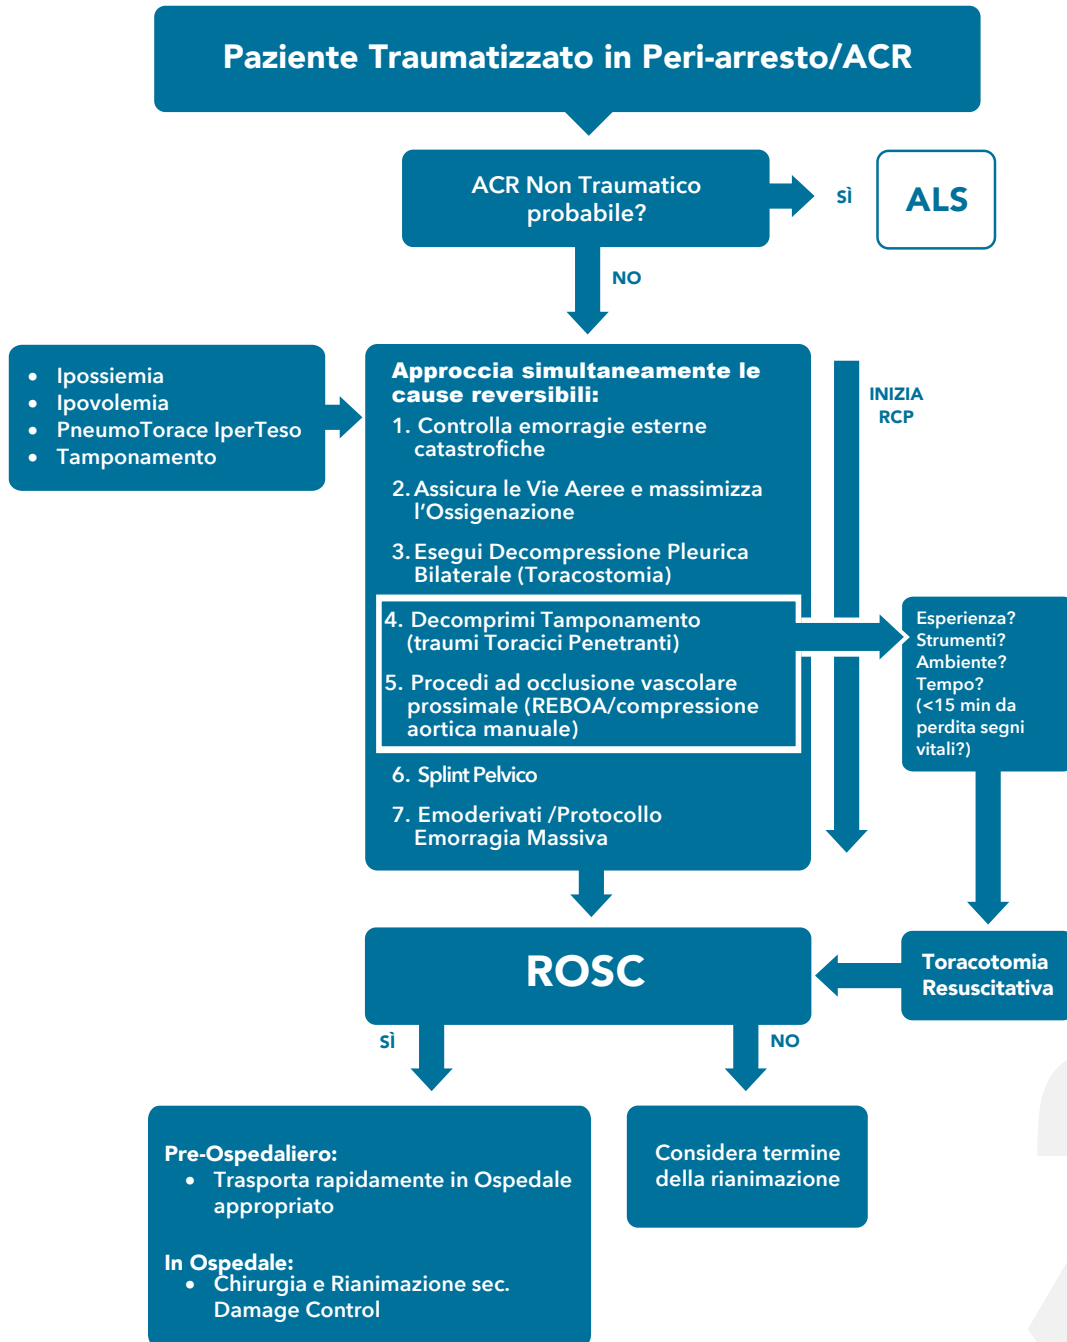 Paziente Traumatizzato in Peri-arresto/ACR
ACR Non Traumatico
probabile?
SÌ
ALS
NO
• Ipossiemia
• Ipovolemia
• PneumoTorace IperTeso
• Tamponamento
Approccia simultaneamente le
cause reversibili:
1. Controlla emorragie esterne
catastrofiche
2. Assicura le Vie Aeree e massimizza
l'Ossigenazione
3. Esegui Decompressione Pleurica
Bilaterale (Toracostomia)
4. Decomprimi Tamponamento
(traumi Toracici Penetranti)
5. Procedi ad occlusione vascolare
prossimale (REBOA/compressione
aortica manuale)
6. Splint Pelvico
7. Emoderivati /Protocollo
Emorragia Massiva
INIZIA
RCP
Esperienza?
Strumenti?
Ambiente?
Tempo?
(<15 min da
perdita segni
vitali?)
Toracotomia
Resuscitativa
ROSC
SÌ
NO
Pre-Ospedaliero:
• Trasporta rapidamente in Ospedale
appropriato
In Ospedale:
• Chirurgia e Rianimazione sec.
Damage Control
Considera termine
della rianimazione